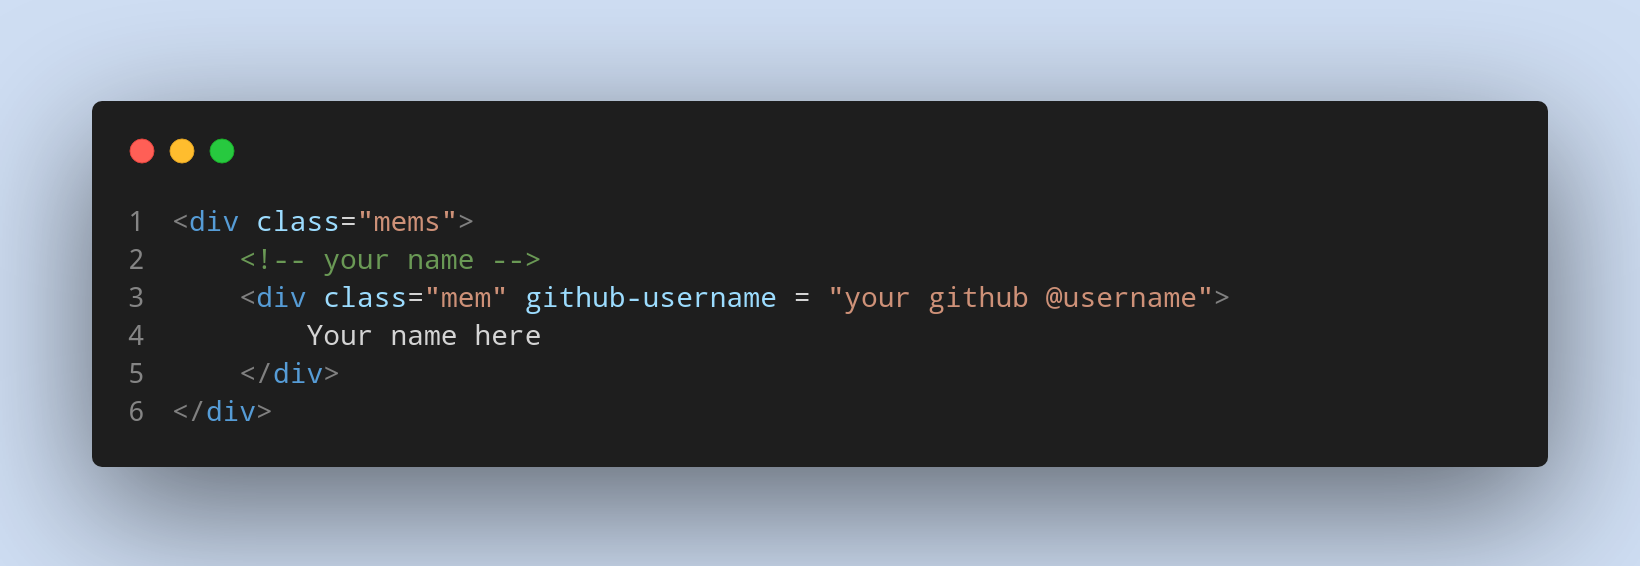 1 <div class="mems">
2     <!-- your name -->
3     <div class="mem" github-username = "your github @username">
4         Your name here
5     </div>
6 </div>